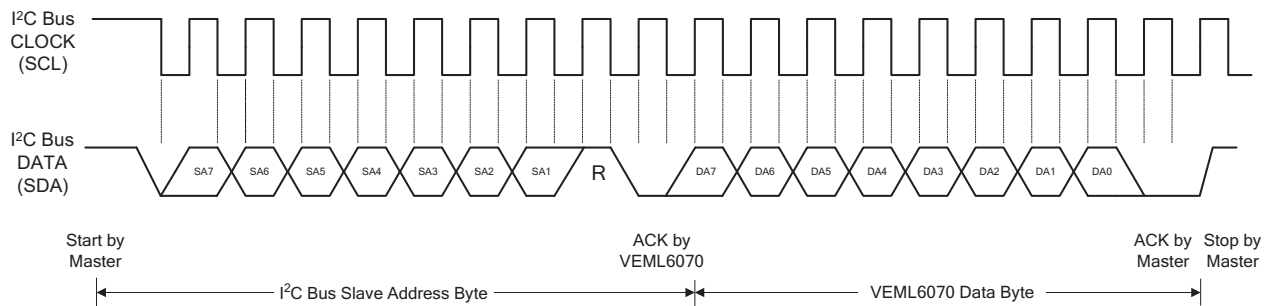 I²C Bus
CLOCK
(SCL)
I²C Bus
DATA
(SDA)
SA7 SA6 SA5 SA4 SA3 SA2 SA1 R DA7 DA6 DA5 DA4 DA3 DA2 DA1 DA0
Start by
Master
ACK by
VEML6070
ACK by
Master
Stop by
Master
I²C Bus Slave Address Byte
VEML6070 Data Byte